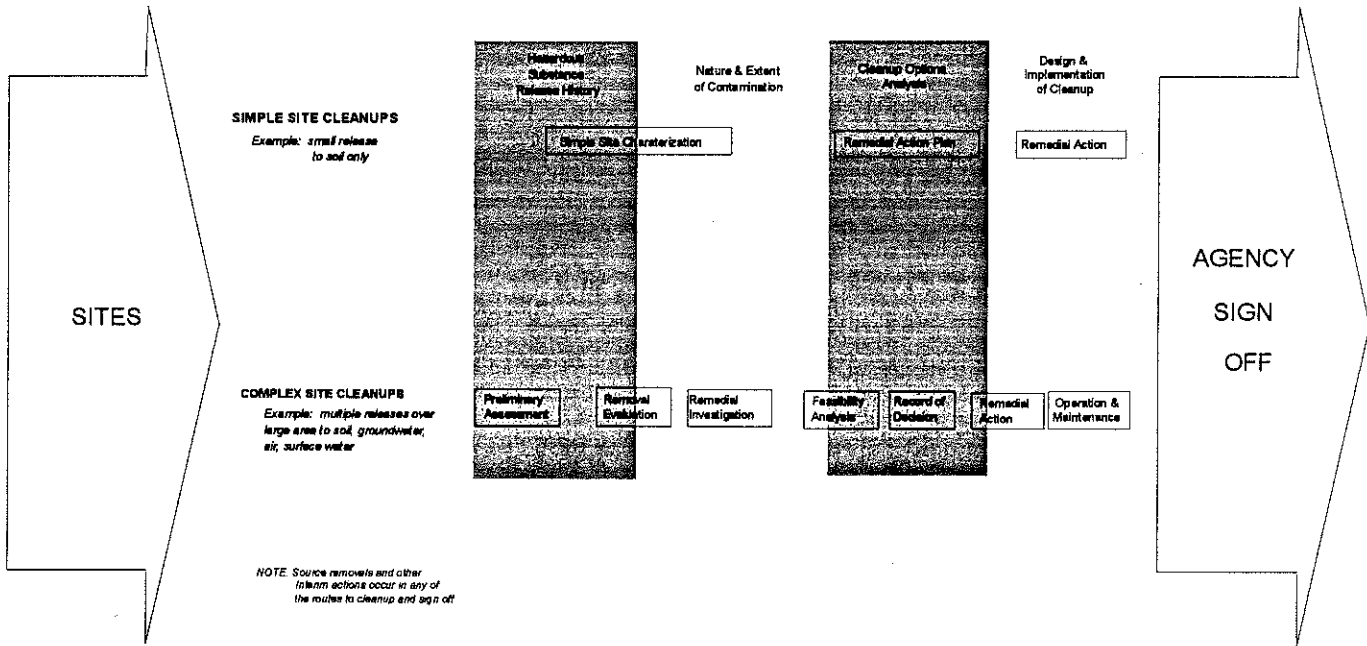 SITES
Hazardous
Substance
Release History
Nature & Extent
of Contamination
Cleanup Options
Analysis
Design &
Implementation
of Cleanup
SIMPLE SITE CLEANUPS
Example: small release
to soil only
Simple Site Charaterization
Remedial Action Plan
Remedial Action
COMPLEX SITE CLEANUPS
Example: multiple releases over
large area to soil, groundwater,
air, surface water
Preliminary
Assessment
Removal
Evaluation
Remedial
Investigation
Feasibility
Analysis
Record of
Decision
Remedial
Action
Operation &
Maintenance
NOTE: Source removals and other
Interim actions occur in any of
the routes to cleanup and sign off
AGENCY
SIGN
OFF